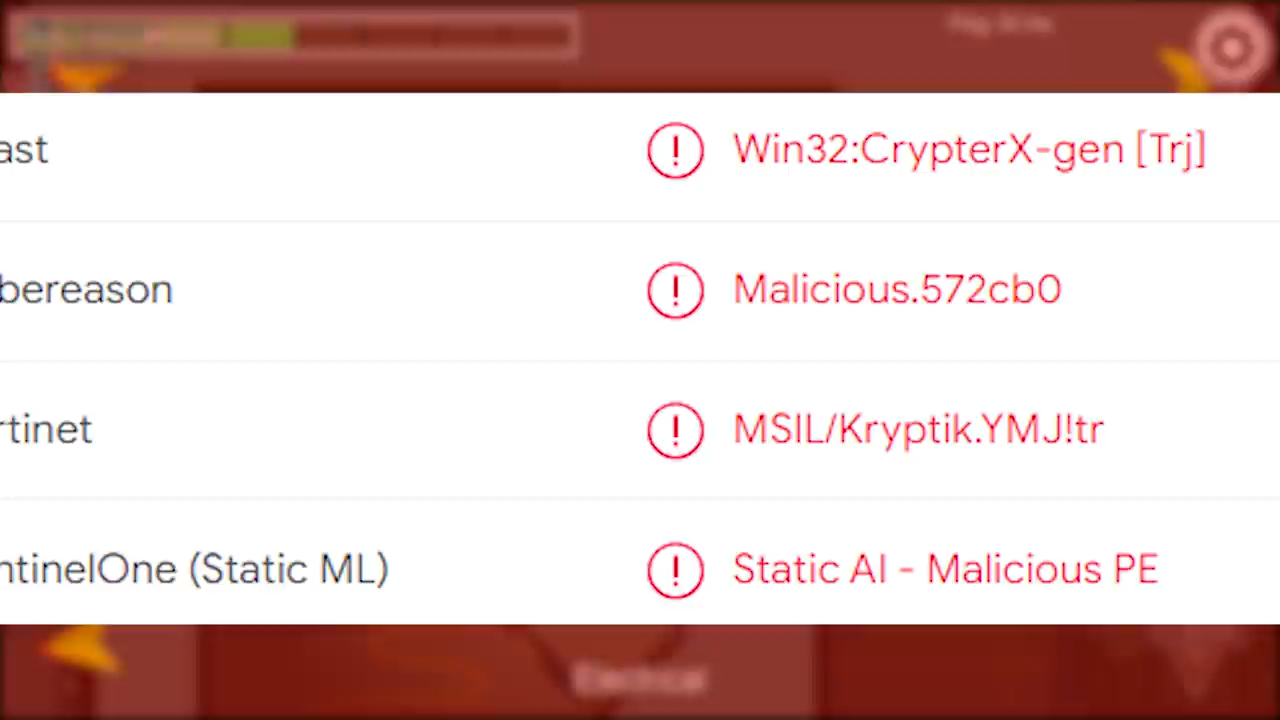 ast
Win32:CrypterX-gen [Trj]
bereason
Malicious.572cb0
rtinet
MSIL/Kryptik.YMJ!tr
ntinelOne (Static ML)
Static AI - Malicious PE
Electrical